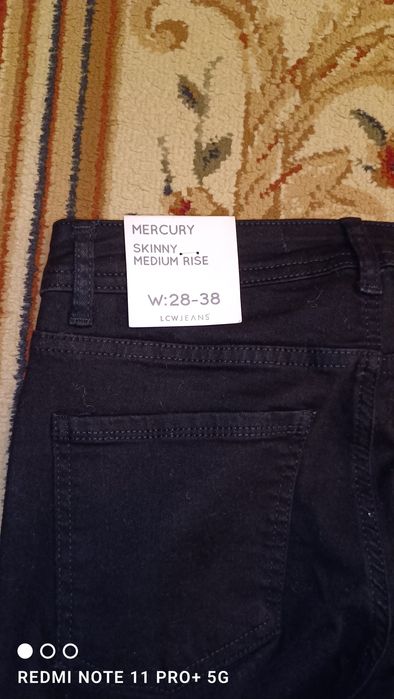 MERCURY
SKINNY
MEDIUM RISE
W:28-38
LCWJEANS
REDMI NOTE 11 PRO+ 5G